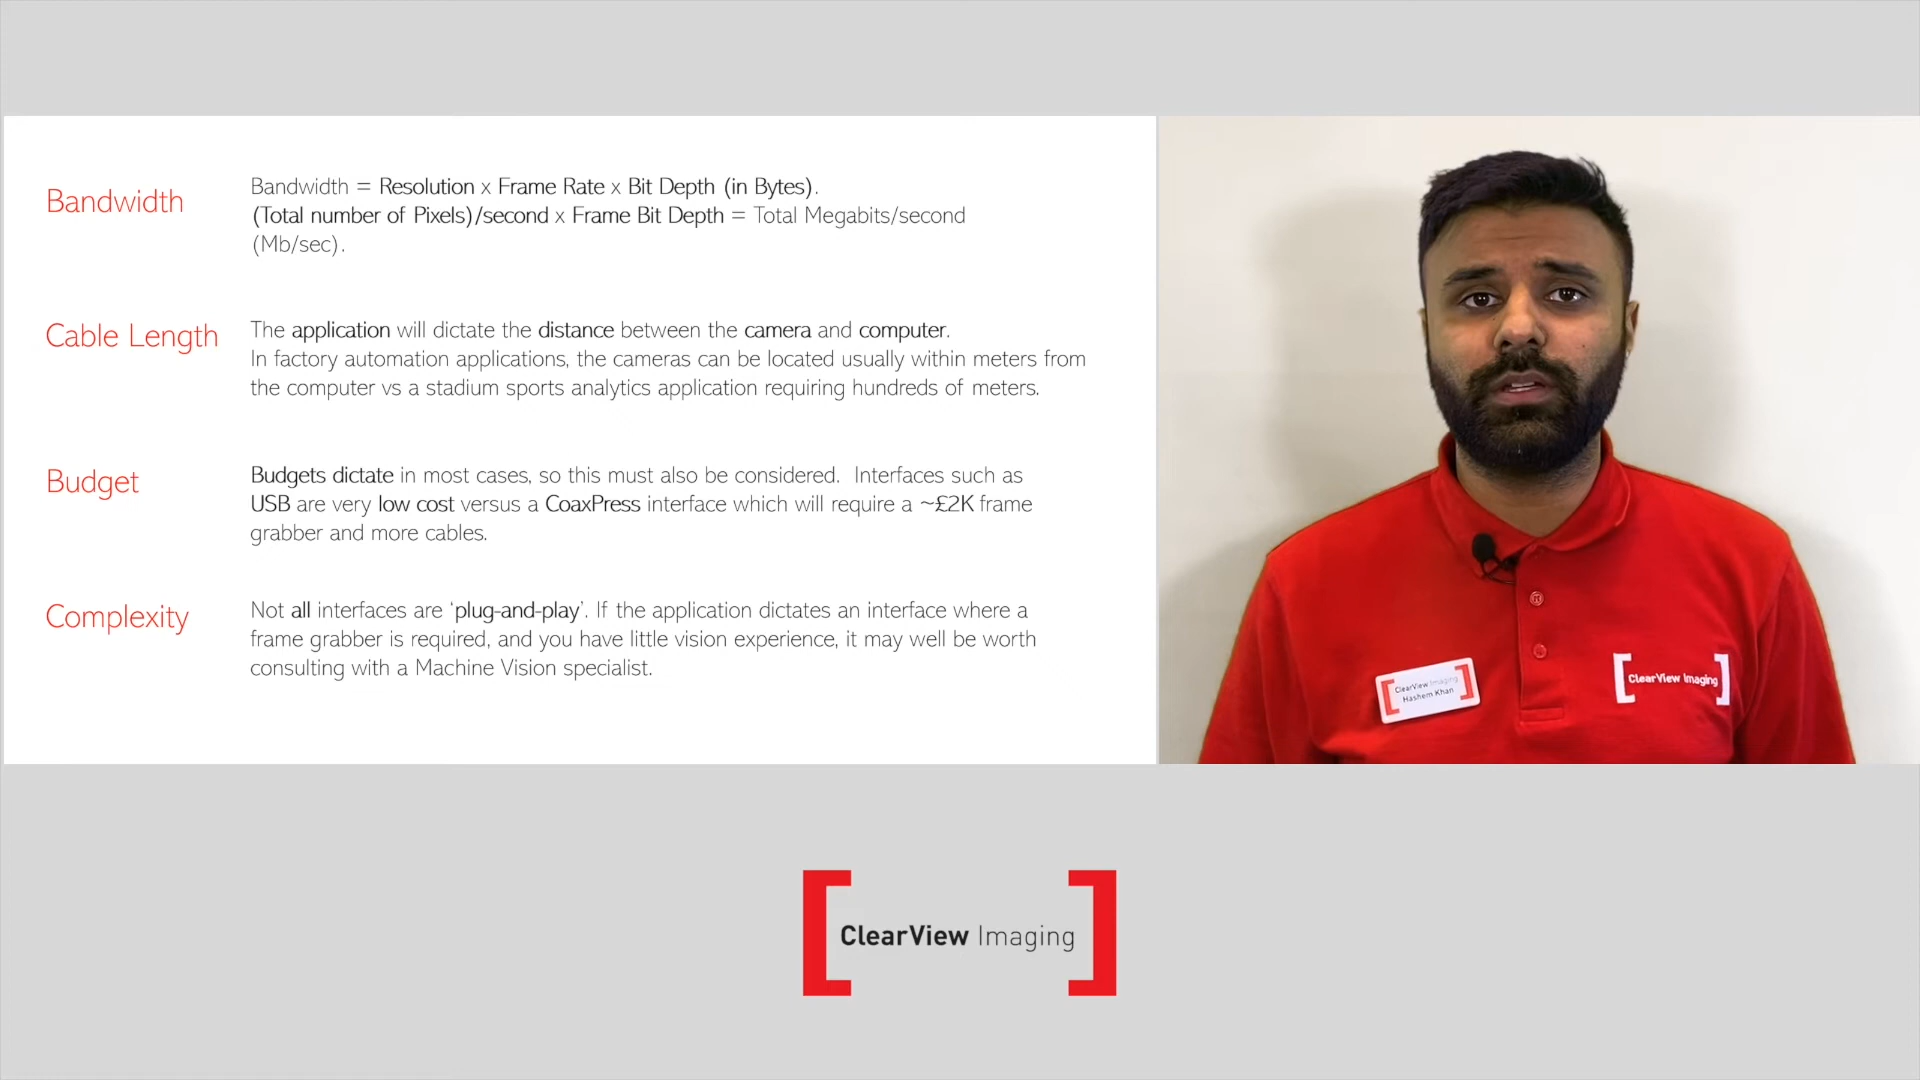 Bandwidth
Bandwidth = Resolution x Frame Rate x Bit Depth (in Bytes).
(Total number of Pixels)/second x Frame Bit Depth = Total Megabits/second
(Mb/sec).
Cable Length
The application will dictate the distance between the camera and computer.
In factory automation applications, the cameras can be located usually within meters from
the computer vs a stadium sports analytics application requiring hundreds of meters.
Budget
Budgets dictate in most cases, so this must also be considered. Interfaces such as
USB are very low cost versus a CoaxPress interface which will require a ~£2K frame
grabber and more cables.
Complexity
Not all interfaces are ‘plug-and-play’. If the application dictates an interface where a
frame grabber is required, and you have little vision experience, it may well be worth
consulting with a Machine Vision specialist.
ClearView Imaging
Hashem Khan
ClearView Imaging
ClearView Imaging